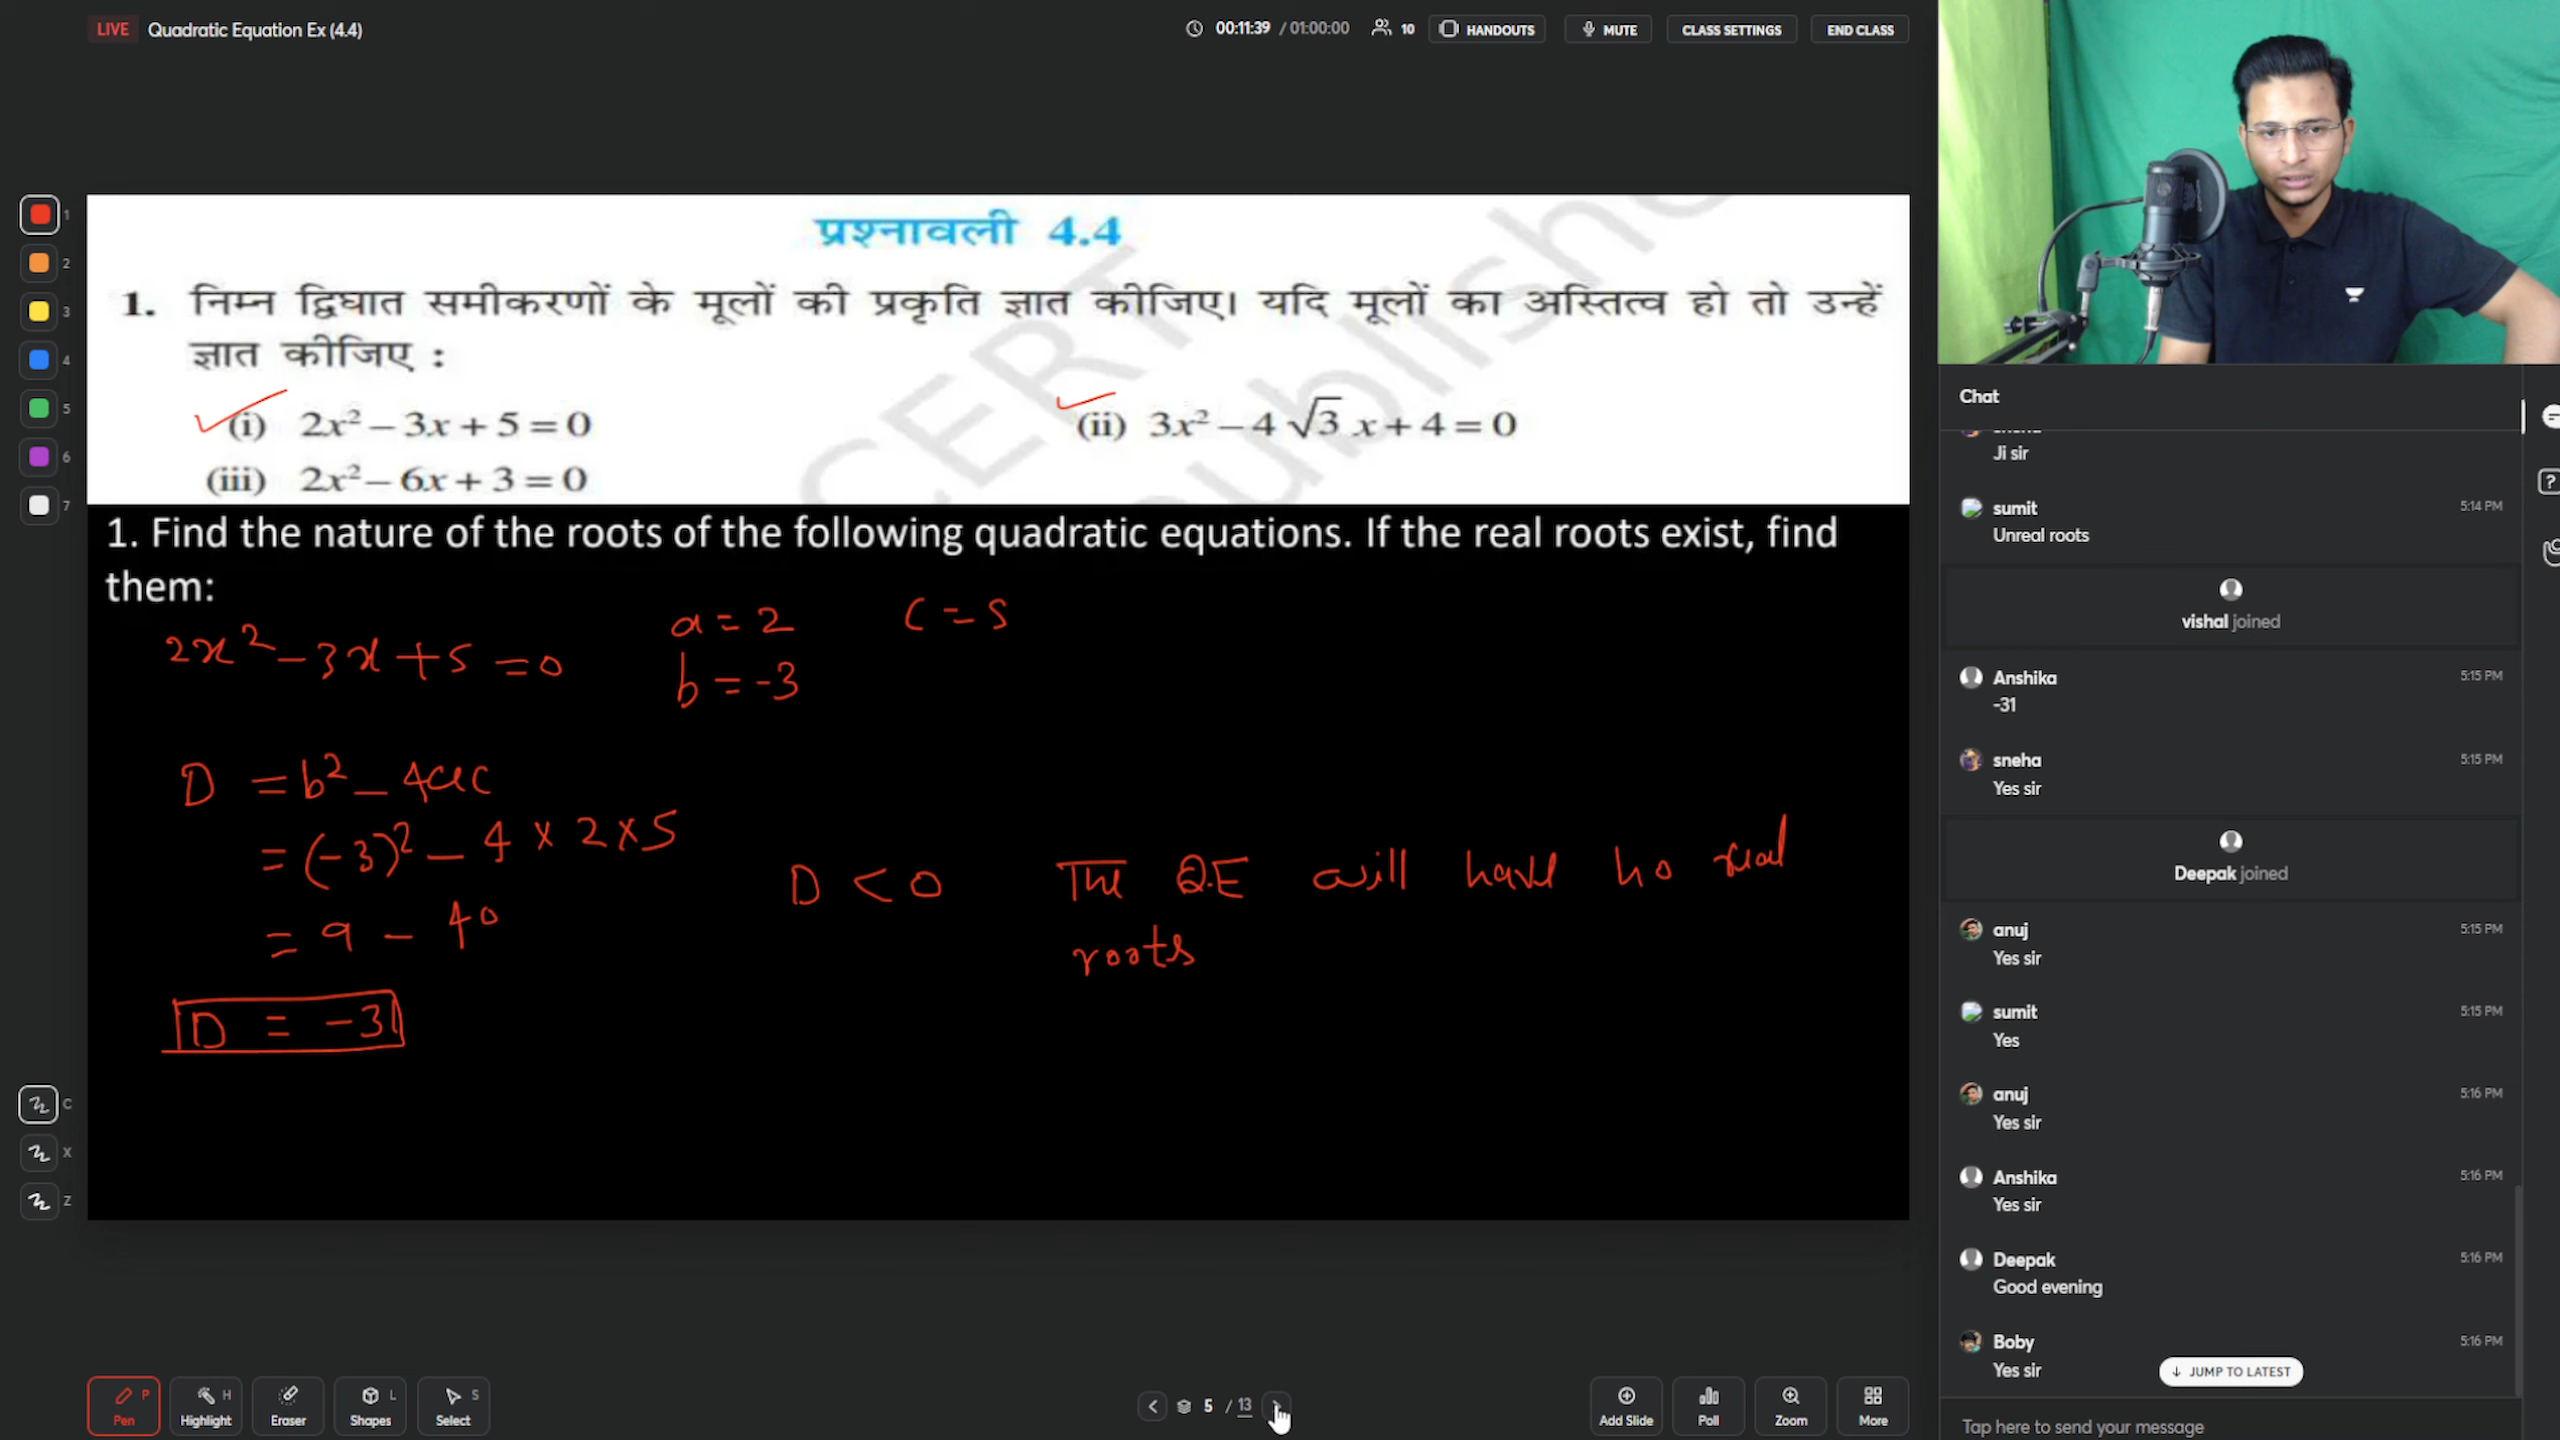 LIVE Quadratic Equation Ex (4.4)
00:11:39 / 01:00:00 10 HANDOUTS MUTE CLASS SETTINGS END CLASS
1
2
3
4
5
6
7
प्रश्नावली 4.4
1. निम्न द्विघात समीकरणों के मूलों की प्रकृति ज्ञात कीजिए। यदि मूलों का अस्तित्व हो तो उन्हें
ज्ञात कीजिए :
(i) 2x² – 3x + 5 = 0 (ii) 3x² – 4 √3 x + 4 = 0
(iii) 2x² – 6x + 3 = 0
1. Find the nature of the roots of the following quadratic equations. If the real roots exist, find
them:
2x² - 3x + 5 = 0
a = 2 c = 5
b = -3
D = b² - 4ac
= (-3)² - 4 × 2 × 5
= 9 - 40
D = -31
D < 0 The Q.E will have no real
roots
C
X
Z
Pen P
Highlight H
Eraser
Shapes L
Select S
5 / 13
Add Slide
Poll
Zoom
More
Chat
Ji sir
sumit 5:14 PM
Unreal roots
vishal joined
Anshika 5:15 PM
-31
sneha 5:15 PM
Yes sir
Deepak joined
anuj 5:15 PM
Yes sir
sumit 5:15 PM
Yes
anuj 5:16 PM
Yes sir
Anshika 5:16 PM
Yes sir
Deepak 5:16 PM
Good evening
Boby 5:16 PM
Yes sir
JUMP TO LATEST
Tap here to send your message